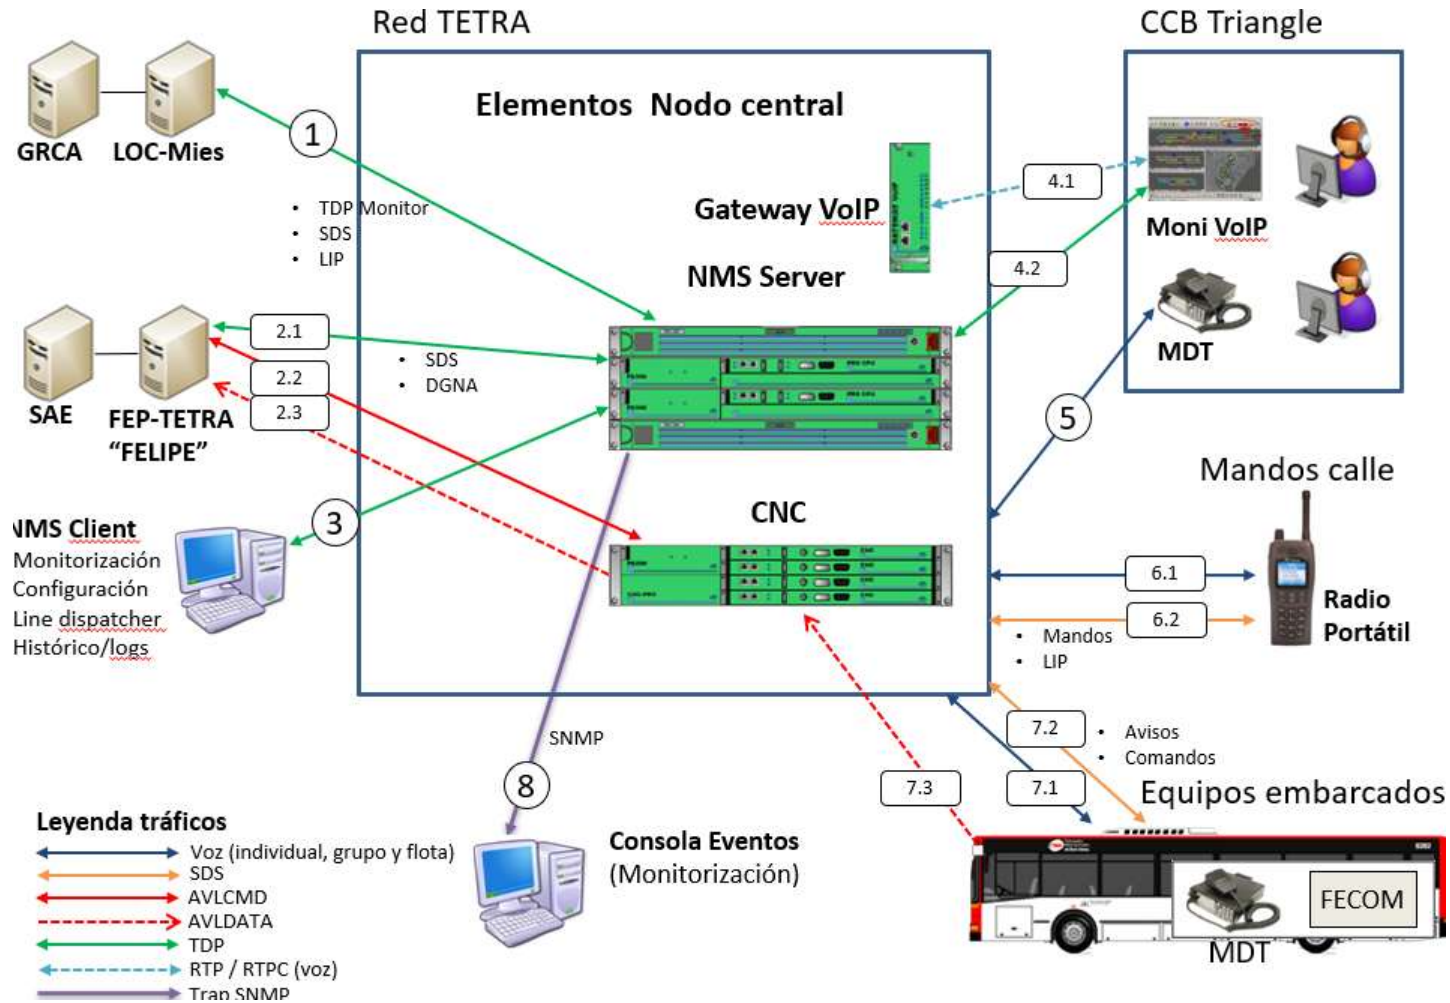 Red TETRA
CCB Triangle
Elementos Nodo central
GRCA
LOC-Mies
1
• TDP Monitor
• SDS
• LIP
Gateway VoIP
GATEWAY VoIP
4.1
Moni VoIP
NMS Server
4.2
MDT
2.1
2.2
2.3
• SDS
• DGNA
SAE
FEP-TETRA
“FELIPE”
5
Mandos calle
3
NMS Client
Monitorización
Configuración
Line dispatcher
Histórico/logs
CNC
6.1
6.2
Radio
Portátil
• Mandos
• LIP
7.2
• Avisos
• Comandos
SNMP
8
7.3
7.1
Equipos embarcados
Consola Eventos
(Monitorización)
FECOM
MDT
Leyenda tráficos
Voz (individual, grupo y flota)
SDS
AVLCMD
AVLDATA
TDP
RTP / RTPC (voz)
Trap SNMP